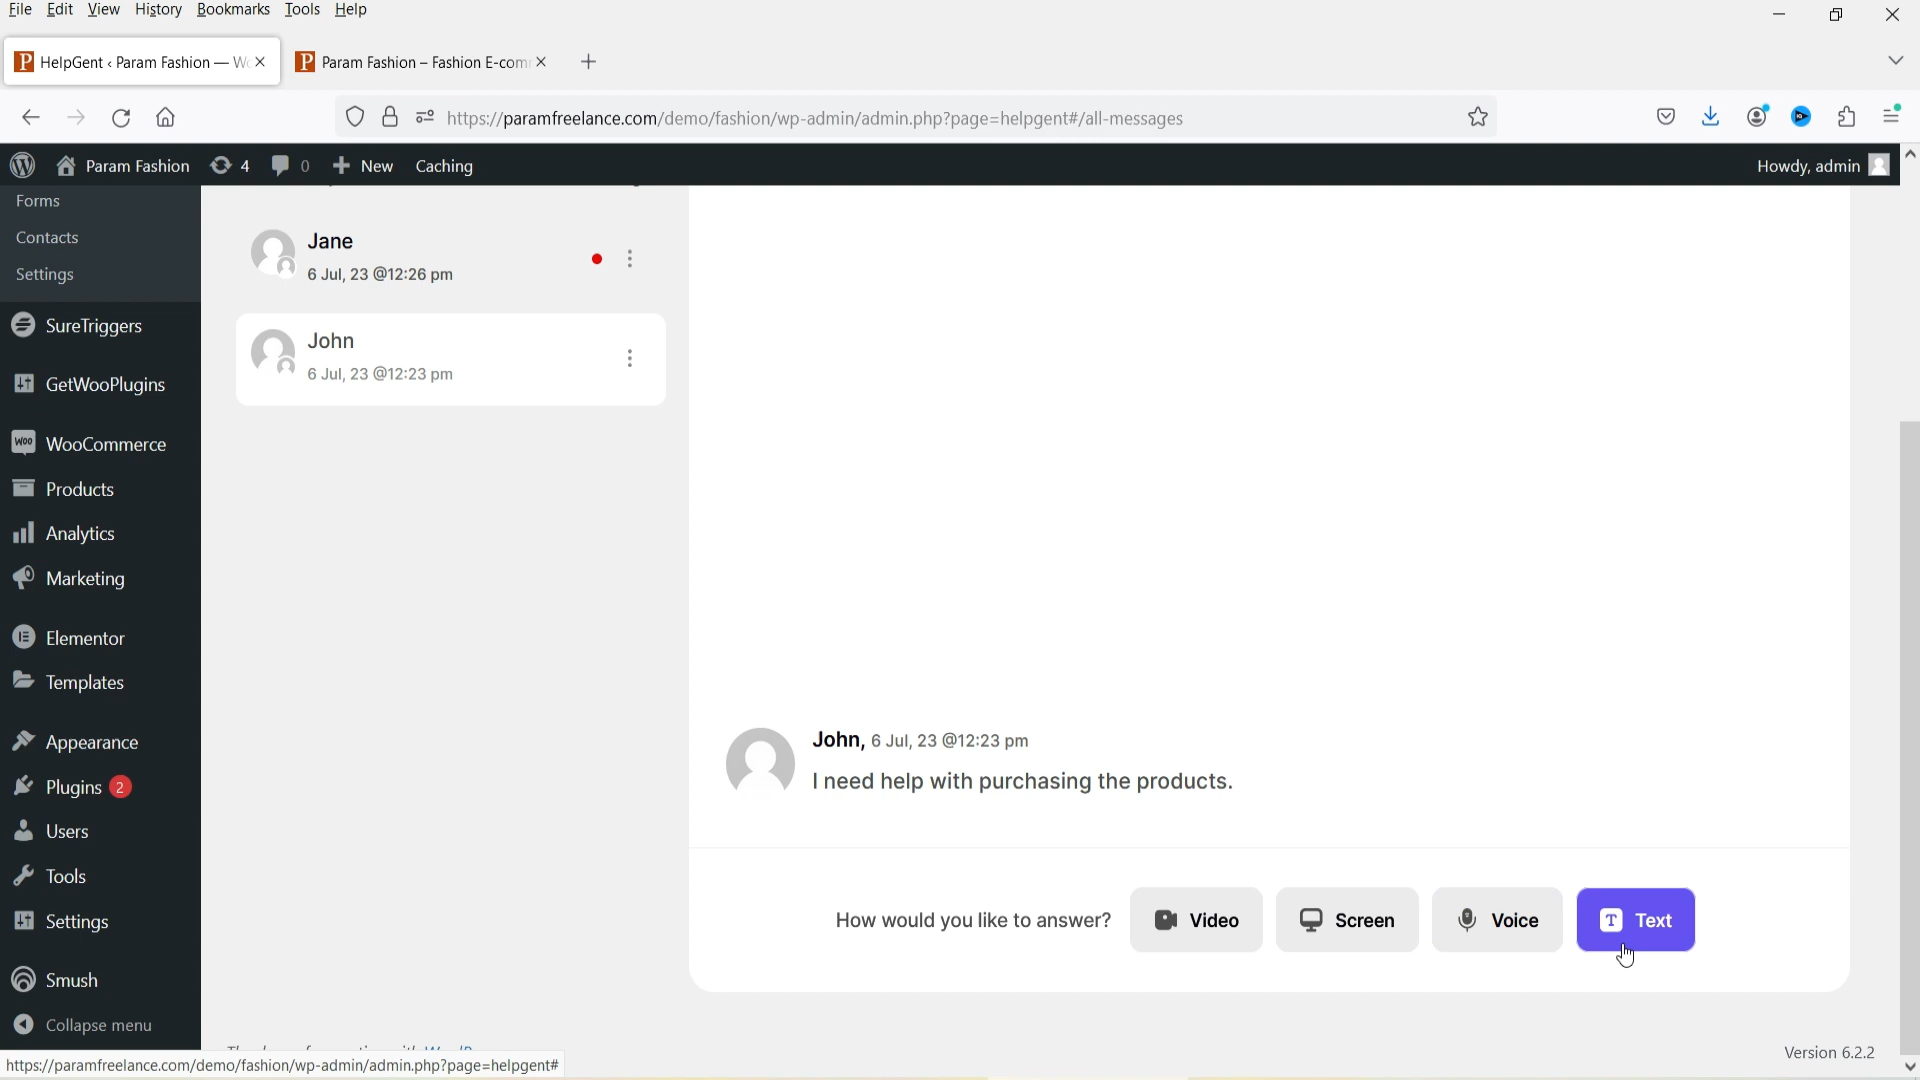 File Edit View History Bookmarks Tools Help
HelpGent ‹ Param Fashion — Wo
Param Fashion – Fashion E-com
https://paramfreelance.com/demo/fashion/wp-admin/admin.php?page=helpgent#/all-messages
Param Fashion 4 0 New Caching
Howdy, admin
Forms
Contacts
Settings
SureTriggers
GetWooPlugins
WooCommerce
Products
Analytics
Marketing
Elementor
Templates
Appearance
Plugins 2
Users
Tools
Settings
Smush
Collapse menu
Jane
6 Jul, 23 @12:26 pm
John
6 Jul, 23 @12:23 pm
John, 6 Jul, 23 @12:23 pm
I need help with purchasing the products.
How would you like to answer? Video Screen Voice Text
Version 6.2.2
https://paramfreelance.com/demo/fashion/wp-admin/admin.php?page=helpgent#